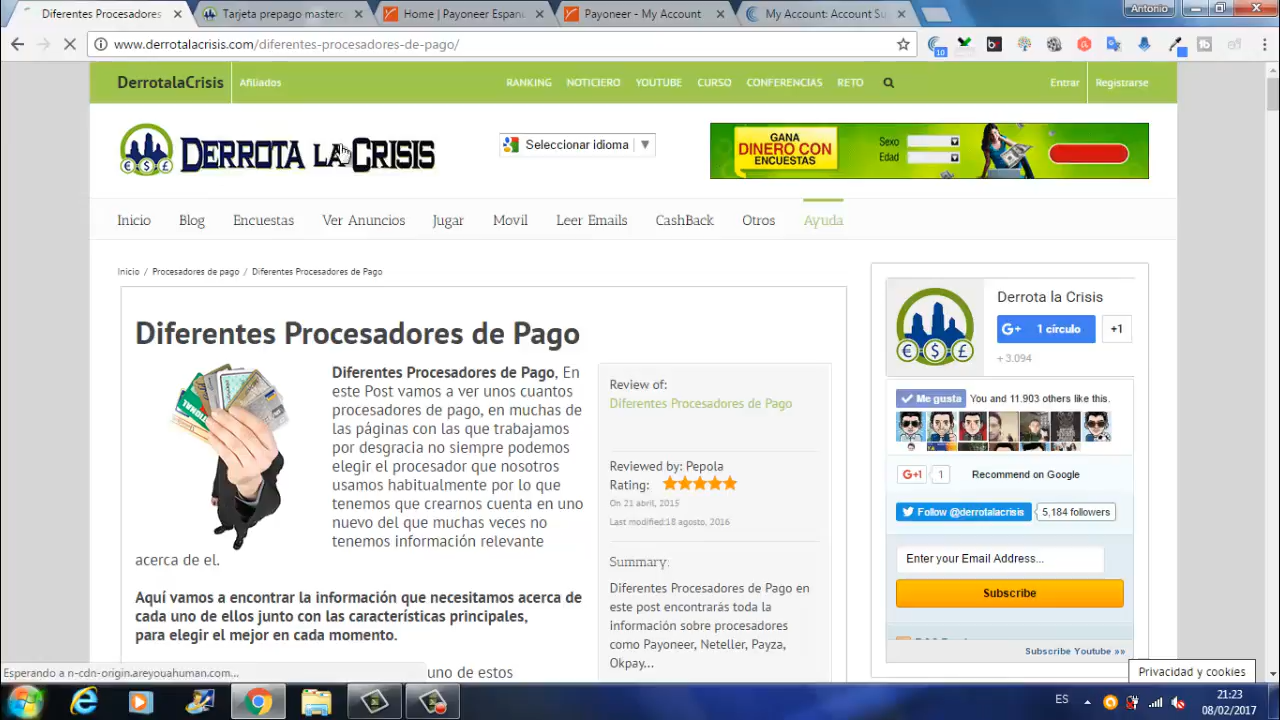 Diferentes Procesadores
Tarjeta prepago masterc
Home | Payoneer Espan
Payoneer - My Account
My Account: Account Su
Antonio
www.derrotalacrisis.com/diferentes-procesadores-de-pago/
10
DerrotalaCrisis
Afiliados
RANKING
NOTICIERO
YOUTUBE
CURSO
CONFERENCIAS
RETO
Entrar
Registrarse
DERROTA LA CRISIS
Seleccionar idioma
GANA
DINERO CON
ENCUESTAS
Sexo
Edad
Inicio
Blog
Encuestas
Ver Anuncios
Jugar
Movil
Leer Emails
CashBack
Otros
Ayuda
Inicio / Procesadores de pago / Diferentes Procesadores de Pago
Diferentes Procesadores de Pago
Diferentes Procesadores de Pago, En
este Post vamos a ver unos cuantos
procesadores de pago, en muchas de
las páginas con las que trabajamos
por desgracia no siempre podemos
elegir el procesador que nosotros
usamos habitualmente por lo que
tenemos que crearnos cuenta en uno
nuevo del que muchas veces no
tenemos información relevante
acerca de el.
Aquí vamos a encontrar la información que necesitamos acerca de
cada uno de ellos junto con las características principales,
para elegir el mejor en cada momento.
uno de estos
Review of:
Diferentes Procesadores de Pago
Reviewed by: Pepola
Rating:
On 21 abril, 2015
Last modified:18 agosto, 2016
Summary:
Diferentes Procesadores de Pago en
este post encontrarás toda la
información sobre procesadores
como Payoneer, Neteller, Payza,
Okpay...
Derrota la Crisis
G+ 1 círculo
+1
+ 3.094
Me gusta
You and 11.903 others like this.
G+1
1
Recommend on Google
Follow @derrotalacrisis
5,184 followers
Enter your Email Address...
Subscribe
Subscribe Youtube »»
Privacidad y cookies
Esperando a n-cdn-origin.areyouahuman.com...
ES
21:23
08/02/2017